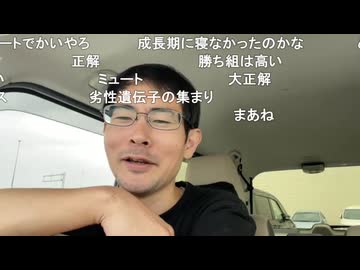 ートでかいやろ 成長期に寝なかったのかな
正解 勝ち組は高い
ミュート 大正解
ス 劣性遺伝子の集まり
まあね